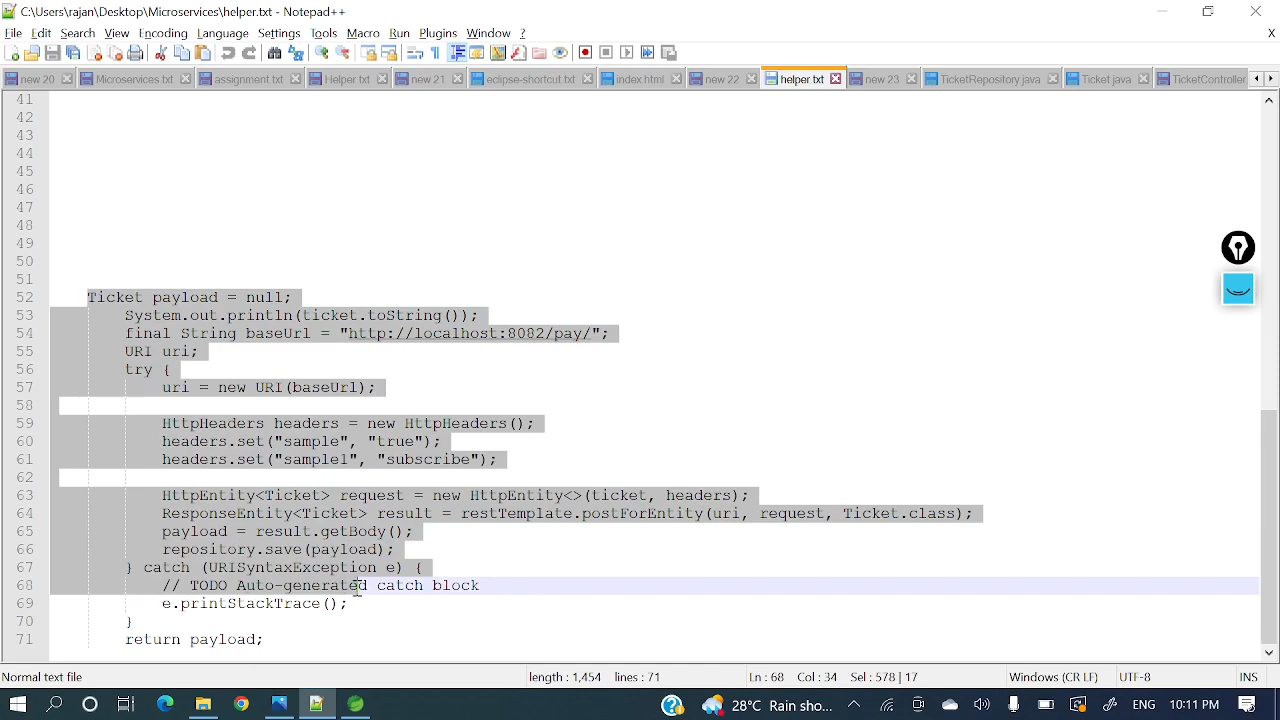 C:\Users\rajan\Desktop\Microservices\helper.txt - Notepad++
File Edit Search View Encoding Language Settings Tools Macro Run Plugins Window ? X
new 20 Microservices.txt assignment.txt Helper.txt new 21 eclipse-shortcut.txt index.html new 22 helper.txt new 23 TicketRepository.java Ticket.java TicketController
41
42
43
44
45
46
47
48
49
50
51
52 Ticket payload = null;
53 System.out.println(ticket.toString());
54 final String baseUrl = "http://localhost:8082/pay/";
55 URI uri;
56 try {
57 uri = new URI(baseUrl);
58
59 HttpHeaders headers = new HttpHeaders();
60 headers.set("sample", "true");
61 headers.set("sample1", "subscribe");
62
63 HttpEntity<Ticket> request = new HttpEntity<>(ticket, headers);
64 ResponseEntity<Ticket> result = restTemplate.postForEntity(uri, request, Ticket.class);
65 payload = result.getBody();
66 repository.save(payload);
67 } catch (URISyntaxException e) {
68 // TODO Auto-generated catch block
69 e.printStackTrace();
70 }
71 return payload;
Normal text file length : 1,454 lines : 71 Ln : 68 Col : 34 Sel : 578 | 17 Windows (CR LF) UTF-8 INS
28°C Rain sho... ENG 10:11 PM